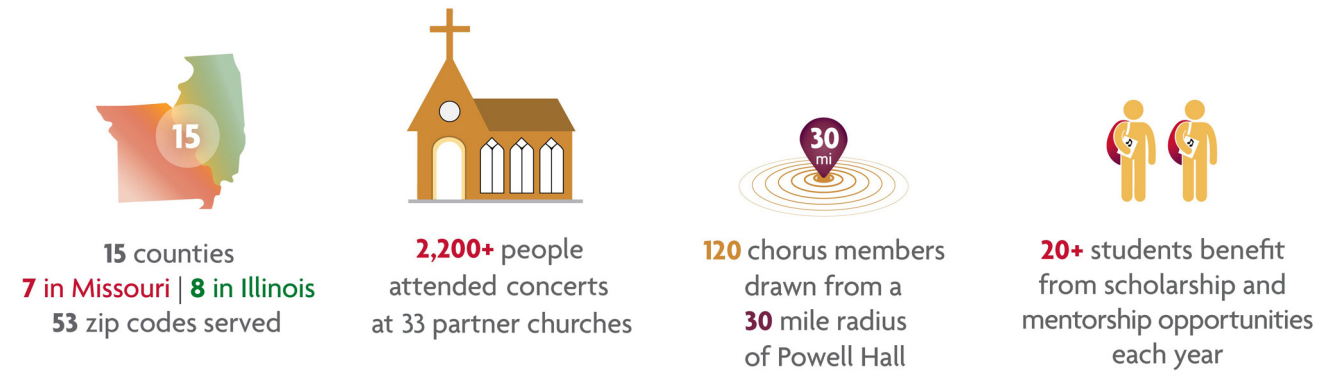 15
15 counties
7 in Missouri | 8 in Illinois
53 zip codes served
2,200+ people
attended concerts
at 33 partner churches
30
mi
120 chorus members
drawn from a
30 mile radius
of Powell Hall
20+ students benefit
from scholarship and
mentorship opportunities
each year